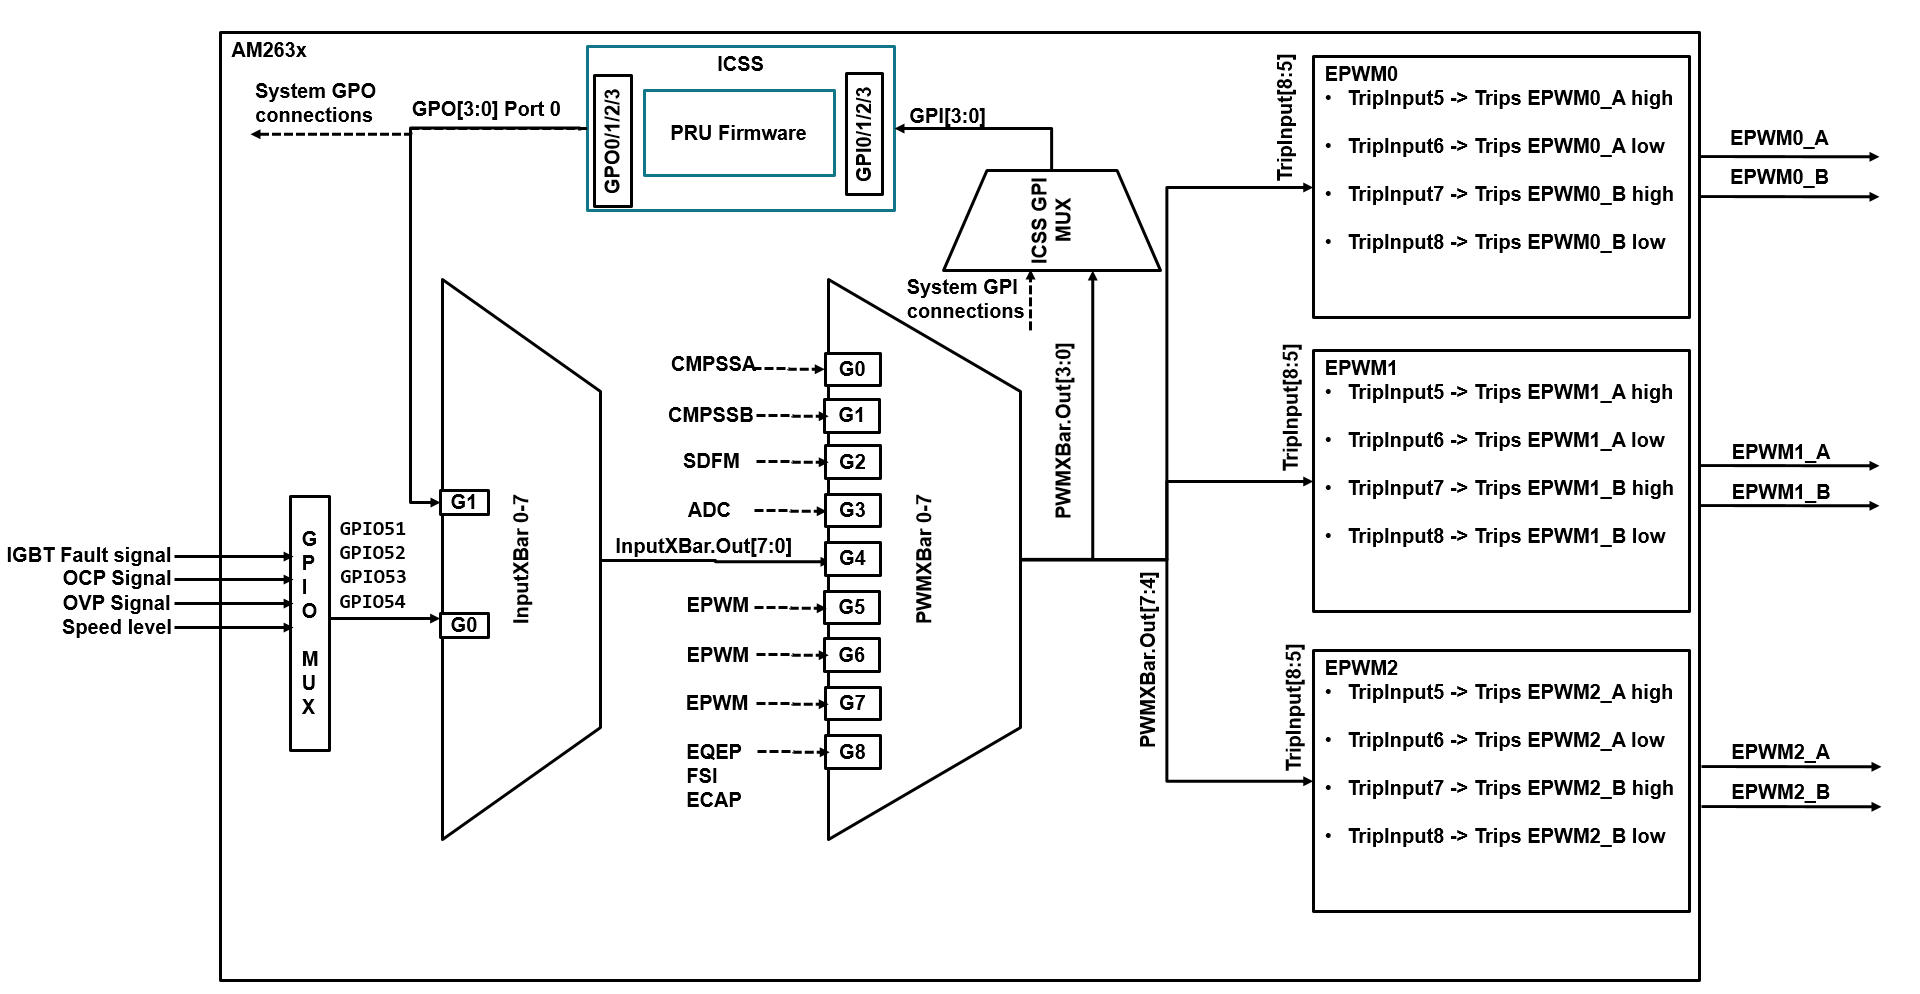 AM263x
System GPO
connections
GPO[3:0] Port 0
ICSS
GPO0/1/2/3
PRU Firmware
GPI0/1/2/3
GPI[3:0]
ICSS GPI
MUX
System GPI
connections
IGBT Fault signal
OCP Signal
OVP Signal
Speed level
GPIO MUX
GPIO51
GPIO52
GPIO53
GPIO54
G1
G0
InputXBar 0-7
InputXBar.Out[7:0]
CMPSSA
CMPSSB
SDFM
ADC
EPWM
EPWM
EPWM
EQEP
FSI
ECAP
G0
G1
G2
G3
G4
G5
G6
G7
G8
PWMXBar 0-7
PWMXBar.Out[3:0]
PWMXBar.Out[7:4]
TripInput[8:5]
EPWM0
• TripInput5 -> Trips EPWM0_A high
• TripInput6 -> Trips EPWM0_A low
• TripInput7 -> Trips EPWM0_B high
• TripInput8 -> Trips EPWM0_B low
EPWM0_A
EPWM0_B
TripInput[8:5]
EPWM1
• TripInput5 -> Trips EPWM1_A high
• TripInput6 -> Trips EPWM1_A low
• TripInput7 -> Trips EPWM1_B high
• TripInput8 -> Trips EPWM1_B low
EPWM1_A
EPWM1_B
TripInput[8:5]
EPWM2
• TripInput5 -> Trips EPWM2_A high
• TripInput6 -> Trips EPWM2_A low
• TripInput7 -> Trips EPWM2_B high
• TripInput8 -> Trips EPWM2_B low
EPWM2_A
EPWM2_B